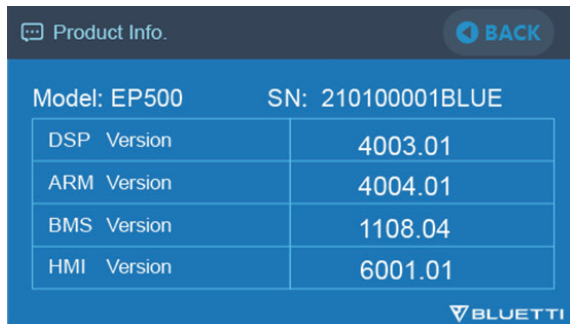 Product Info.
BACK
Model: EP500 SN: 210100001BLUE
DSP Version 4003.01
ARM Version 4004.01
BMS Version 1108.04
HMI Version 6001.01
BLUETTI